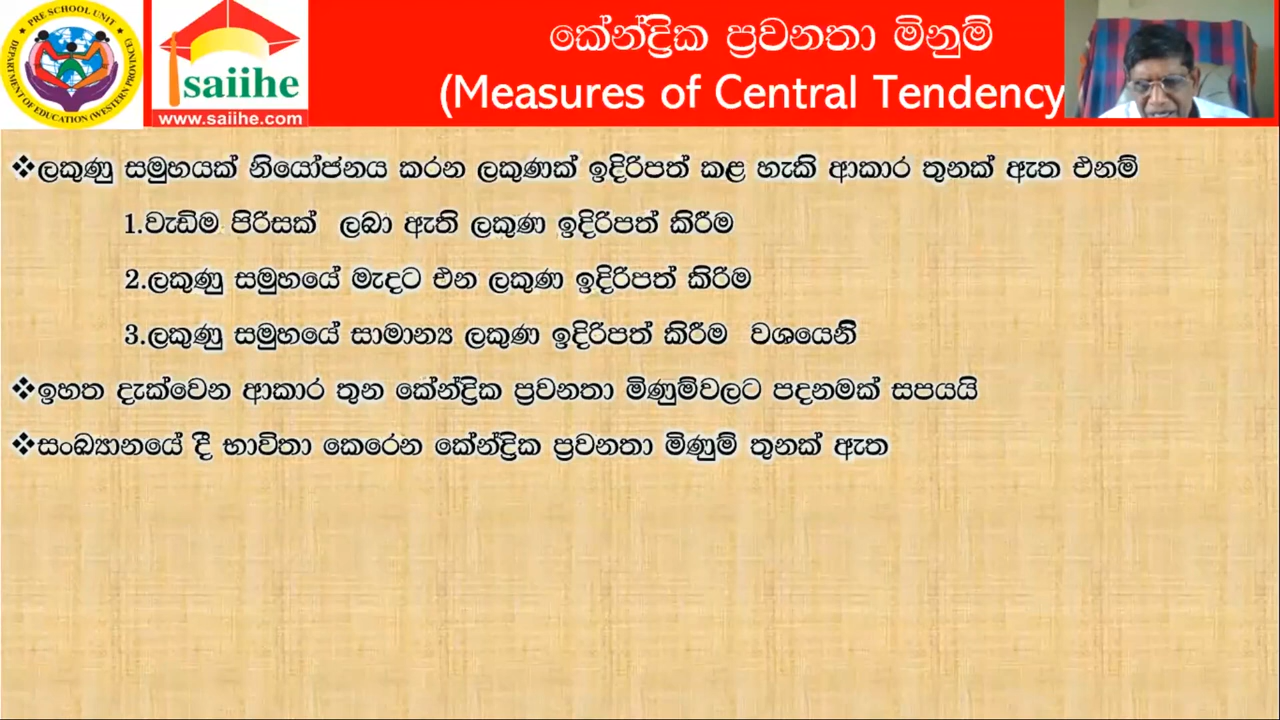 PRE SCHOOL UNIT
DEPARTMENT OF EDUCATION (WESTERN PROVINCE)
saiihe
www.saiihe.com
කේන්ද්‍රික ප්‍රවනතා මිනුම්
(Measures of Central Tendency
❖ලකුණු සමුහයක් නියෝජනය කරන ලකුණක් ඉදිරිපත් කළ හැකි ආකාර තුනක් ඇත එනම්
1.වැඩිම පිරිසක් ලබා ඇති ලකුණ ඉදිරිපත් කිරීම
2.ලකුණු සමුහයේ මැදට එන ලකුණ ඉදිරිපත් කිරිම
3.ලකුණු සමුහයේ සාමාන්‍ය ලකුණ ඉදිරිපත් කිරීම වශයෙනි
❖ඉහත දැක්වෙන ආකාර තුන කේන්ද්‍රික ප්‍රවනතා මිණුම්වලට පදනමක් සපයයි
❖සංඛ්‍යානයේ දී භාවිතා කෙරෙන කේන්ද්‍රික ප්‍රවනතා මිණුම් තුනක් ඇත